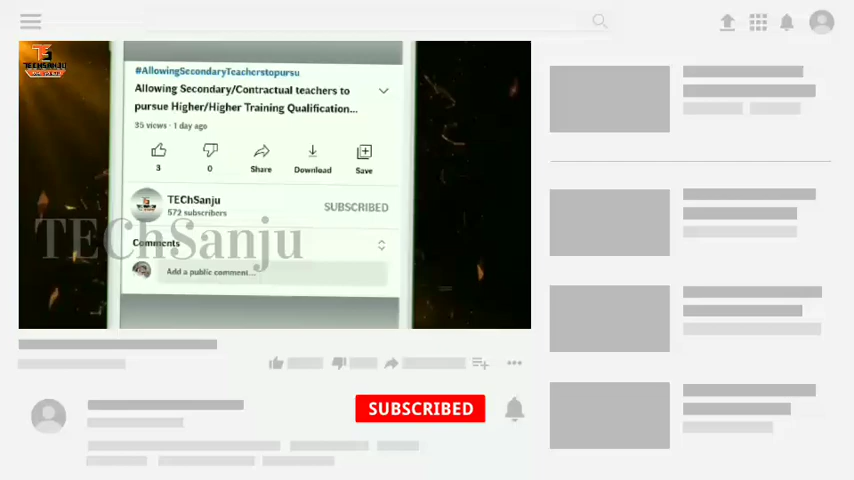 TECHSANJU
#AllowingSecondaryTeacherstopursu
Allowing Secondary/Contractual teachers to
pursue Higher/Higher Training Qualification...
35 views · 1 day ago
3
0
Share
Download
Save
TEChSanju
572 subscribers
SUBSCRIBED
TEChSanju
Comments
Add a public comment...
SUBSCRIBED